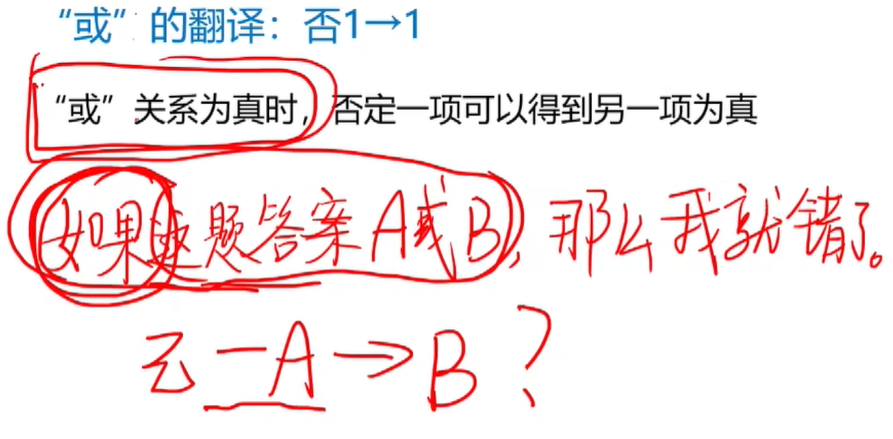 “或”的翻译：否1→1
“或”关系为真时，否定一项可以得到另一项为真
如果这题答案A或B，那么我就错了。
-A→B？